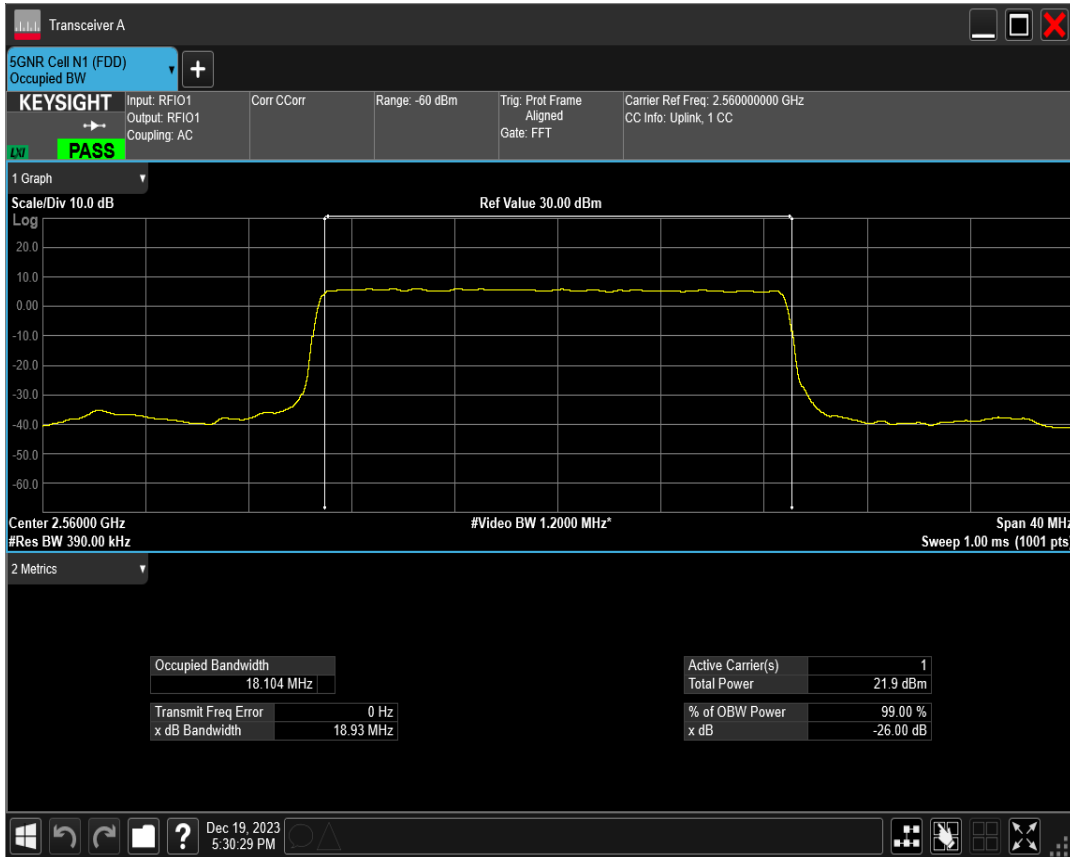 Transceiver A
5GNR Cell N1 (FDD)
Occupied BW
+
KEYSIGHT
LXI
PASS
Input: RFIO1
Output: RFIO1
Coupling: AC
Corr CCorr
Range: -60 dBm
Trig: Prot Frame
Aligned
Gate: FFT
Carrier Ref Freq: 2.560000000 GHz
CC Info: Uplink, 1 CC
1 Graph
Scale/Div 10.0 dB
Ref Value 30.00 dBm
Log
20.0
10.0
0.00
-10.0
-20.0
-30.0
-40.0
-50.0
-60.0
Center 2.56000 GHz
#Video BW 1.2000 MHz*
Span 40 MHz
#Res BW 390.00 kHz
Sweep 1.00 ms (1001 pts)
2 Metrics
Occupied Bandwidth
18.104 MHz
Transmit Freq Error 0 Hz
x dB Bandwidth 18.93 MHz
Active Carrier(s) 1
Total Power 21.9 dBm
% of OBW Power 99.00 %
x dB -26.00 dB
?
Dec 19, 2023
5:30:29 PM